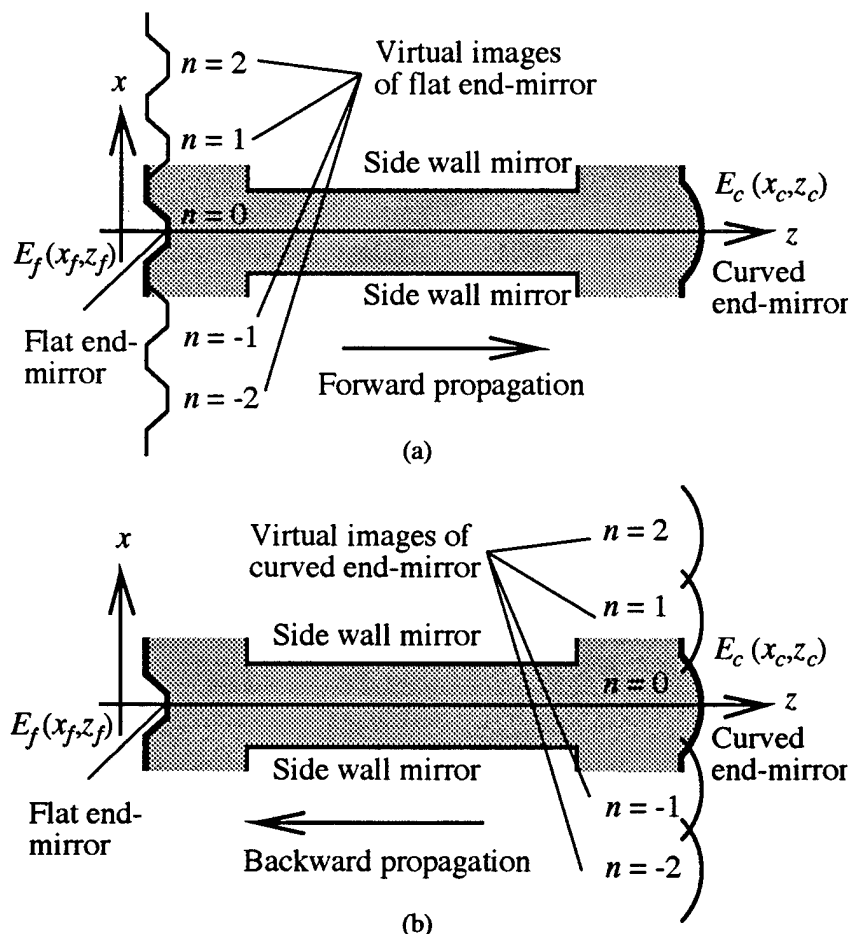 n = 2
Virtual images
of flat end-mirror
x
n = 1
Side wall mirror
E_c (x_c,z_c)
n = 0
E_f (x_f,z_f)
z
Side wall mirror
Curved
end-mirror
Flat end-
mirror
n = -1
n = -2
Forward propagation
(a)
x
Virtual images of
curved end-mirror
n = 2
n = 1
Side wall mirror
E_c (x_c,z_c)
n = 0
E_f (x_f,z_f)
z
Side wall mirror
Curved
end-mirror
Flat end-
mirror
n = -1
Backward propagation
n = -2
(b)